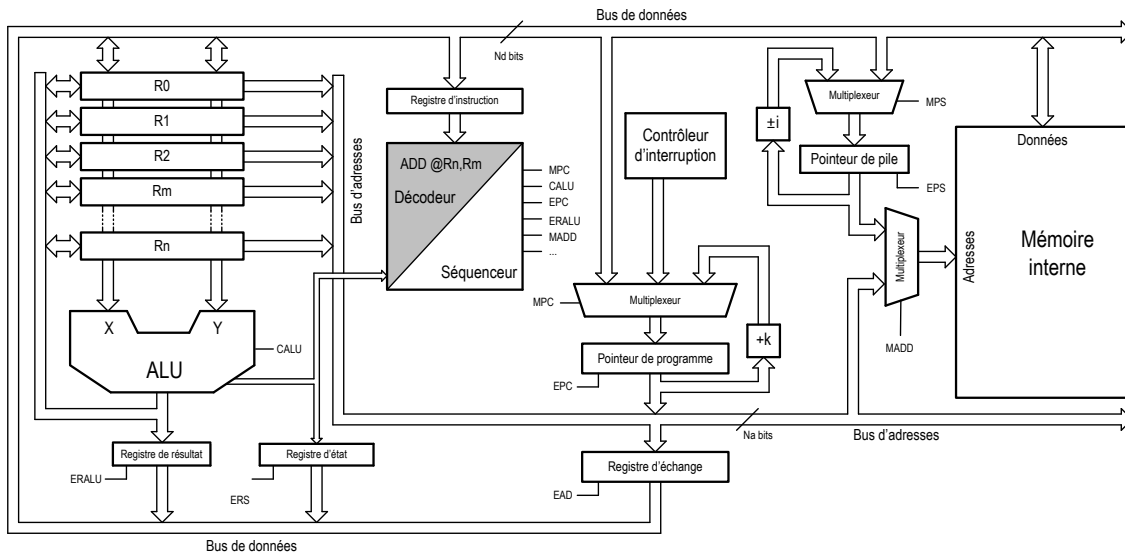 Bus de données
Nd bits
R0
R1
R2
Rm
Rn
Bus d'adresses
Registre d'instruction
ADD @Rn,Rm
Décodeur
Séquenceur
MPC
CALU
EPC
ERALU
MADD
...
Contrôleur
d'interruption
Multiplexeur
MPS
±i
Pointeur de pile
EPS
Multiplexeur
MADD
Données
Adresses
Mémoire
interne
X
Y
ALU
CALU
MPC
Multiplexeur
+k
Pointeur de programme
EPC
Na bits
Bus d'adresses
Registre de résultat
ERALU
Registre d'état
ERS
Registre d'échange
EAD
Bus de données